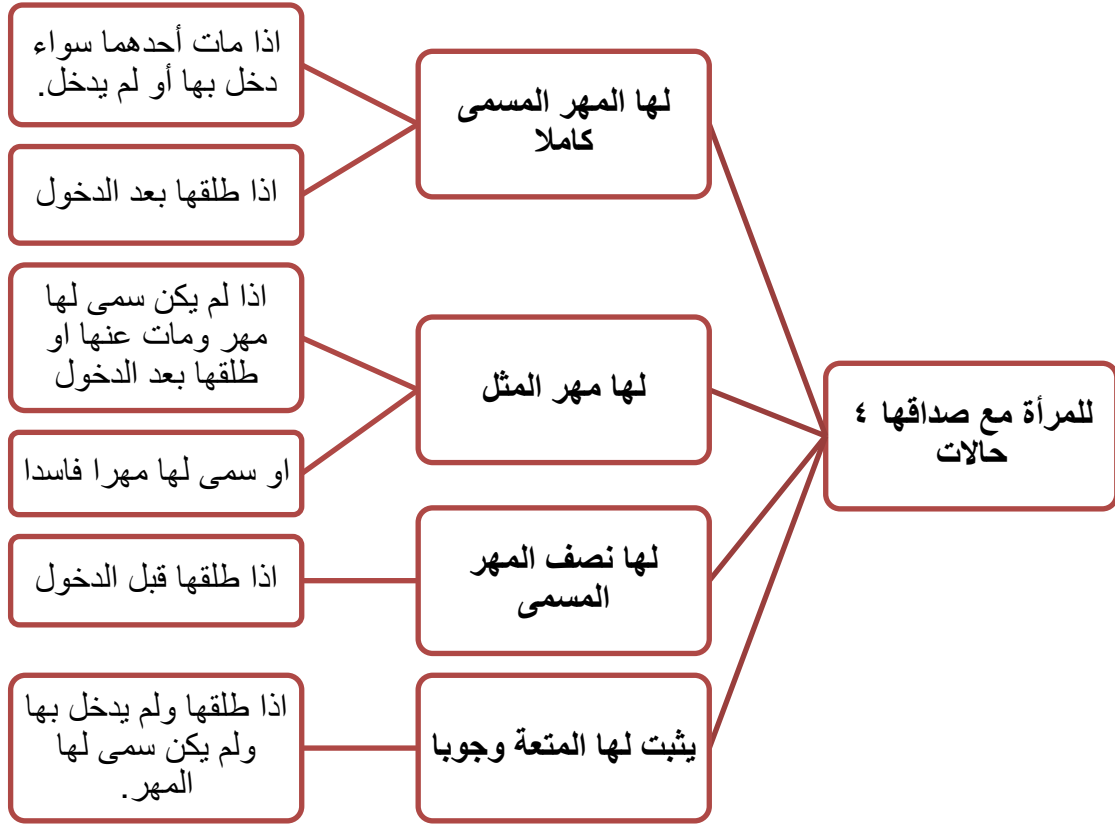 للمرأة مع صداقها ٤
حالات
لها المهر المسمى
كاملا
اذا مات أحدهما سواء
دخل بها أو لم يدخل.
اذا طلقها بعد الدخول
لها مهر المثل
اذا لم يكن سمى لها
مهر ومات عنها او
طلقها بعد الدخول
او سمى لها مهرا فاسدا
لها نصف المهر
المسمى
اذا طلقها قبل الدخول
يثبت لها المتعة وجوبا
اذا طلقها ولم يدخل بها
ولم يكن سمى لها
المهر.